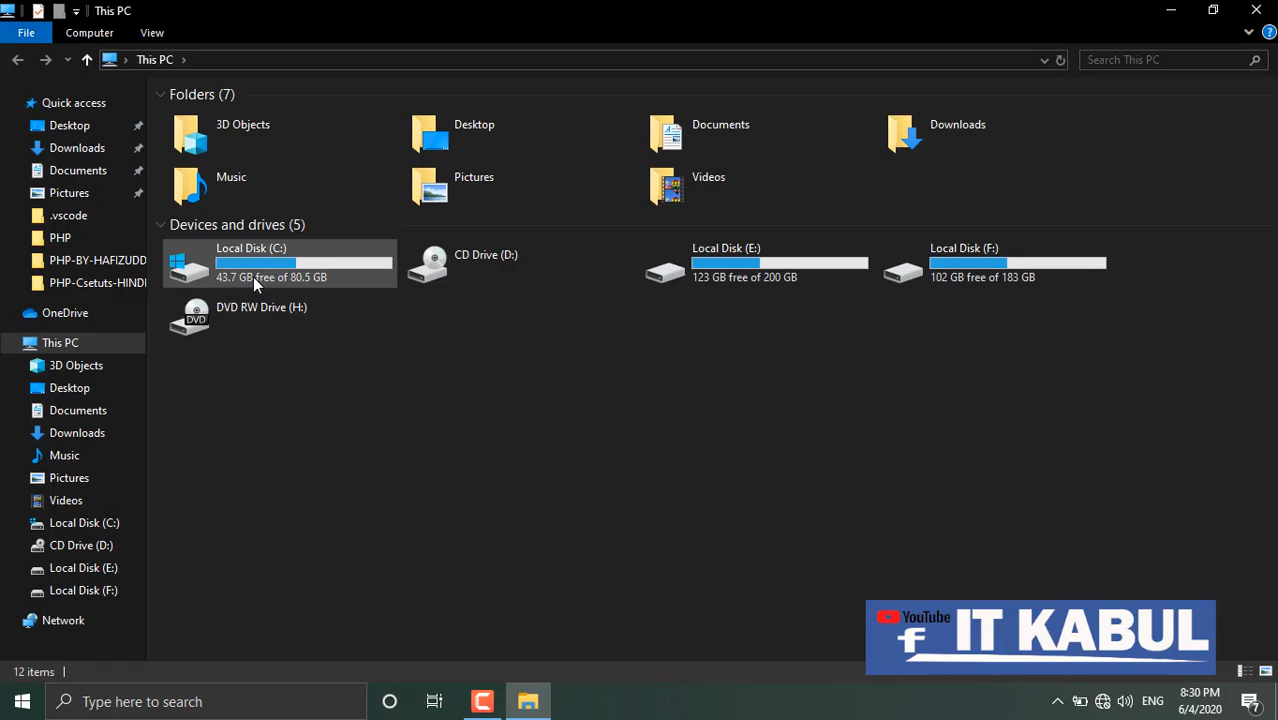 This PC
File
Computer
View
This PC
Search This PC
Quick access
Desktop
Downloads
Documents
Pictures
.vscode
PHP
PHP-BY-HAFIZUDD
PHP-Csetuts-HIND
OneDrive
This PC
3D Objects
Desktop
Documents
Downloads
Music
Pictures
Videos
Local Disk (C:)
CD Drive (D:)
Local Disk (E:)
Local Disk (F:)
Network
Folders (7)
3D Objects
Desktop
Documents
Downloads
Music
Pictures
Videos
Devices and drives (5)
Local Disk (C:)
43.7 GB free of 80.5 GB
CD Drive (D:)
Local Disk (E:)
123 GB free of 200 GB
Local Disk (F:)
102 GB free of 183 GB
DVD
DVD RW Drive (H:)
YouTube
f
IT KABUL
12 items
Type here to search
ENG
8:30 PM
6/4/2020
7